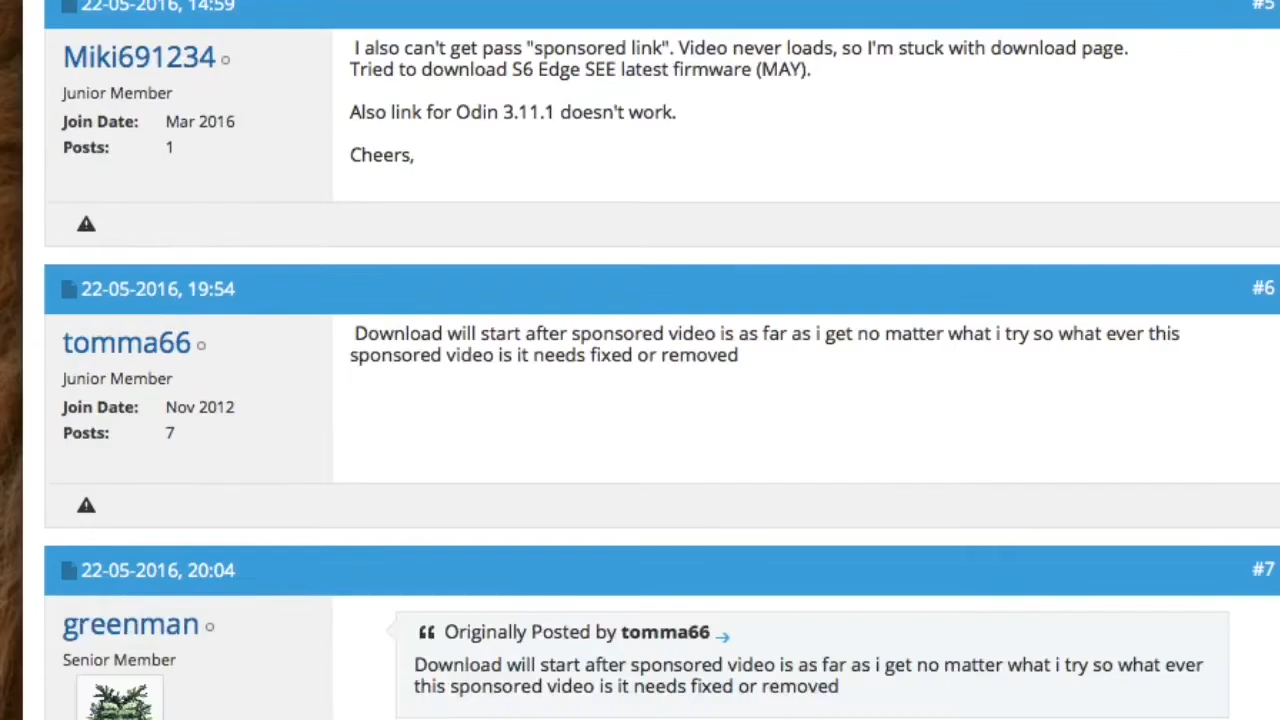 22-05-2016, 14:59 #5
Miki691234
Junior Member
Join Date: Mar 2016
Posts: 1
I also can't get pass "sponsored link". Video never loads, so I'm stuck with download page.
Tried to download S6 Edge SEE latest firmware (MAY).
Also link for Odin 3.11.1 doesn't work.
Cheers,
22-05-2016, 19:54 #6
tomma66
Junior Member
Join Date: Nov 2012
Posts: 7
Download will start after sponsored video is as far as i get no matter what i try so what ever this
sponsored video is it needs fixed or removed
22-05-2016, 20:04 #7
greenman
Senior Member
Originally Posted by tomma66
Download will start after sponsored video is as far as i get no matter what i try so what ever
this sponsored video is it needs fixed or removed